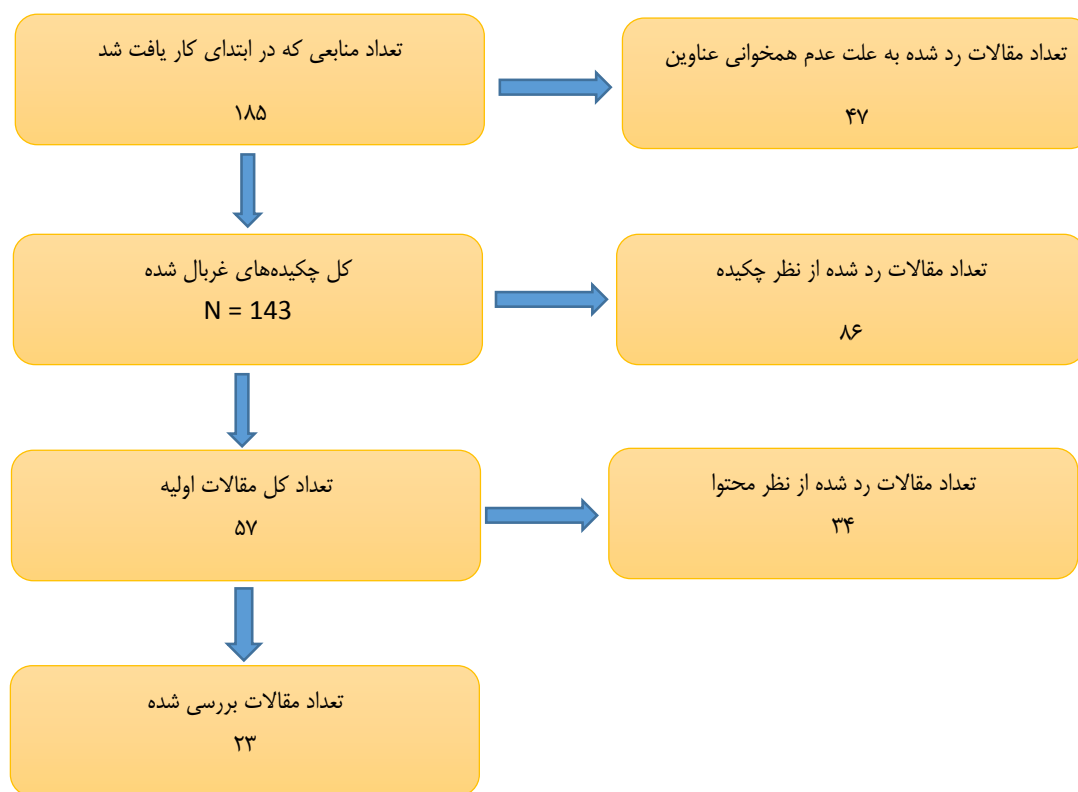 تعداد منابعی که در ابتدای کار یافت شد
۱۸۵
تعداد مقالات رد شده به علت عدم همخوانی عناوین
۴۷
کل چکیده‌های غربال شده
N = 143
تعداد مقالات رد شده از نظر چکیده
۸۶
تعداد کل مقالات اولیه
۵۷
تعداد مقالات رد شده از نظر محتوا
۳۴
تعداد مقالات بررسی شده
۲۳